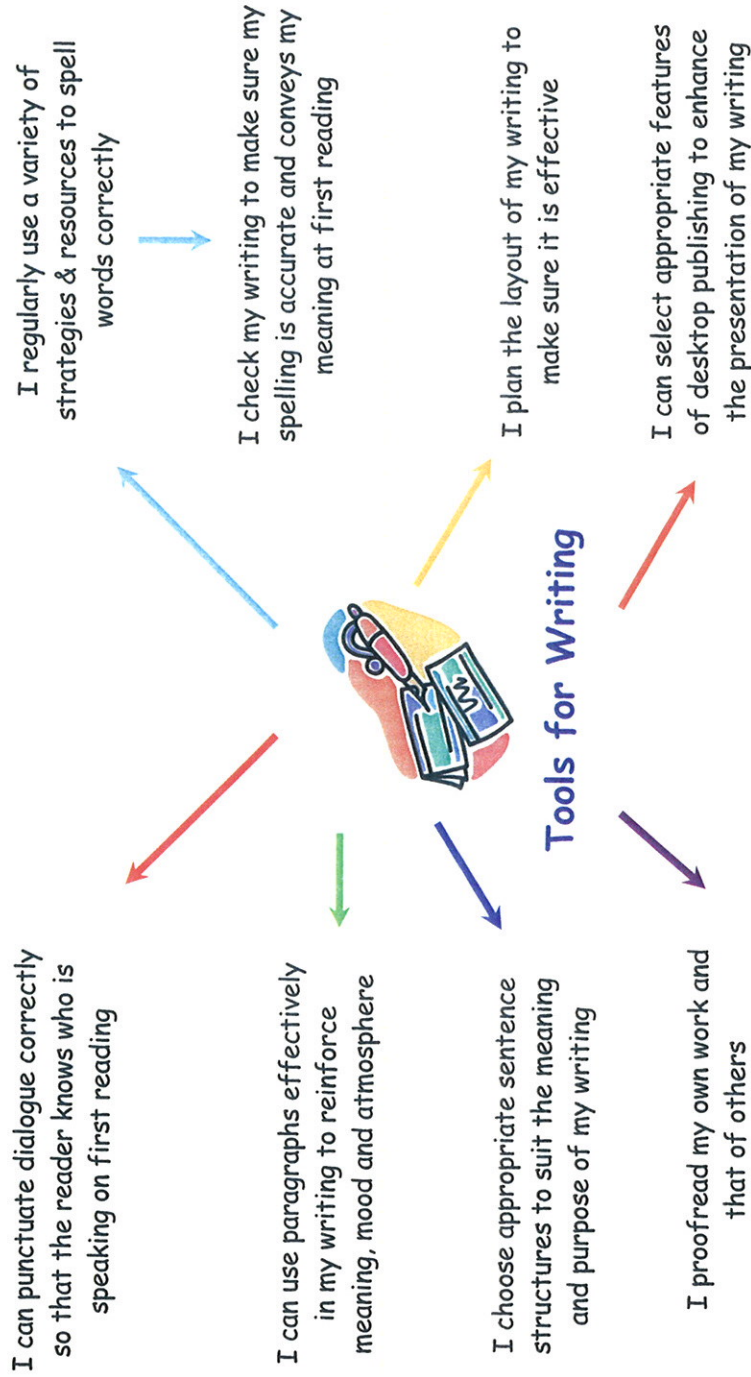 I can punctuate dialogue correctly
so that the reader knows who is
speaking on first reading
I can use paragraphs effectively
in my writing to reinforce
meaning, mood and atmosphere
I choose appropriate sentence
structures to suit the meaning
and purpose of my writing
I proofread my own work and
that of others
Tools for Writing
I regularly use a variety of
strategies & resources to spell
words correctly
I check my writing to make sure my
spelling is accurate and conveys my
meaning at first reading
I plan the layout of my writing to
make sure it is effective
I can select appropriate features
of desktop publishing to enhance
the presentation of my writing